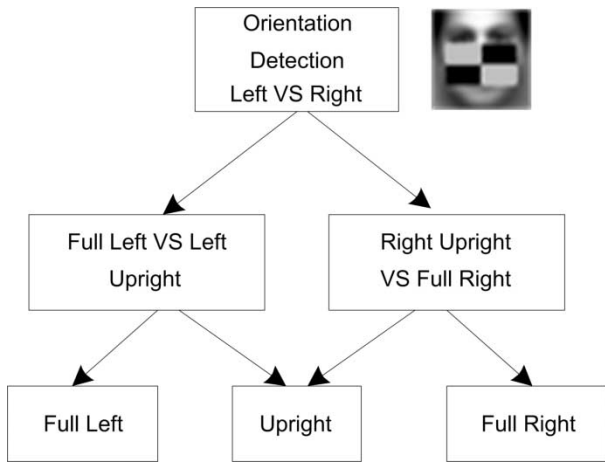 Orientation
Detection
Left VS Right
Full Left VS Left
Upright
Right Upright
VS Full Right
Full Left
Upright
Full Right